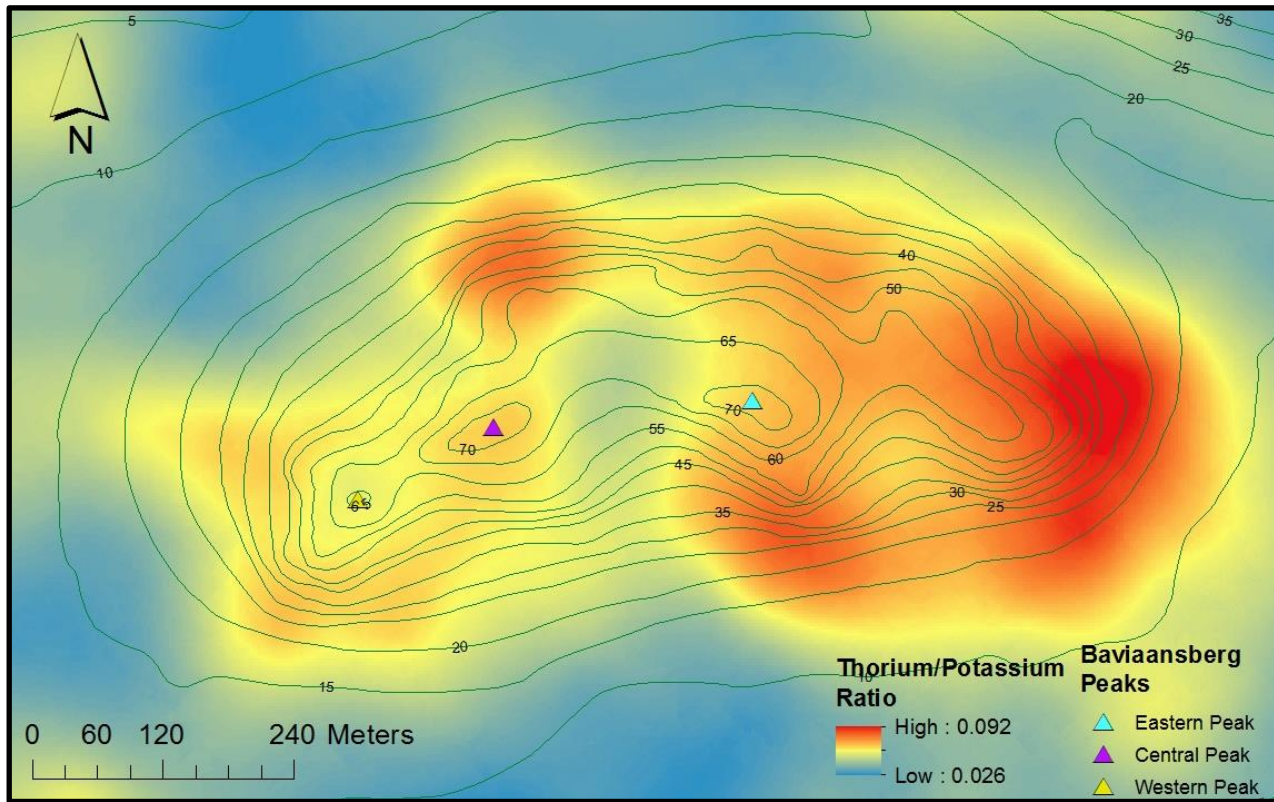 5
35
30
25
20
N
10
40
50
65
70
55
70
60
45
65
30
25
35
20
15
10
Thorium/Potassium
Ratio
High : 0.092
Low : 0.026
Baviaansberg
Peaks
Eastern Peak
Central Peak
Western Peak
0 60 120 240 Meters